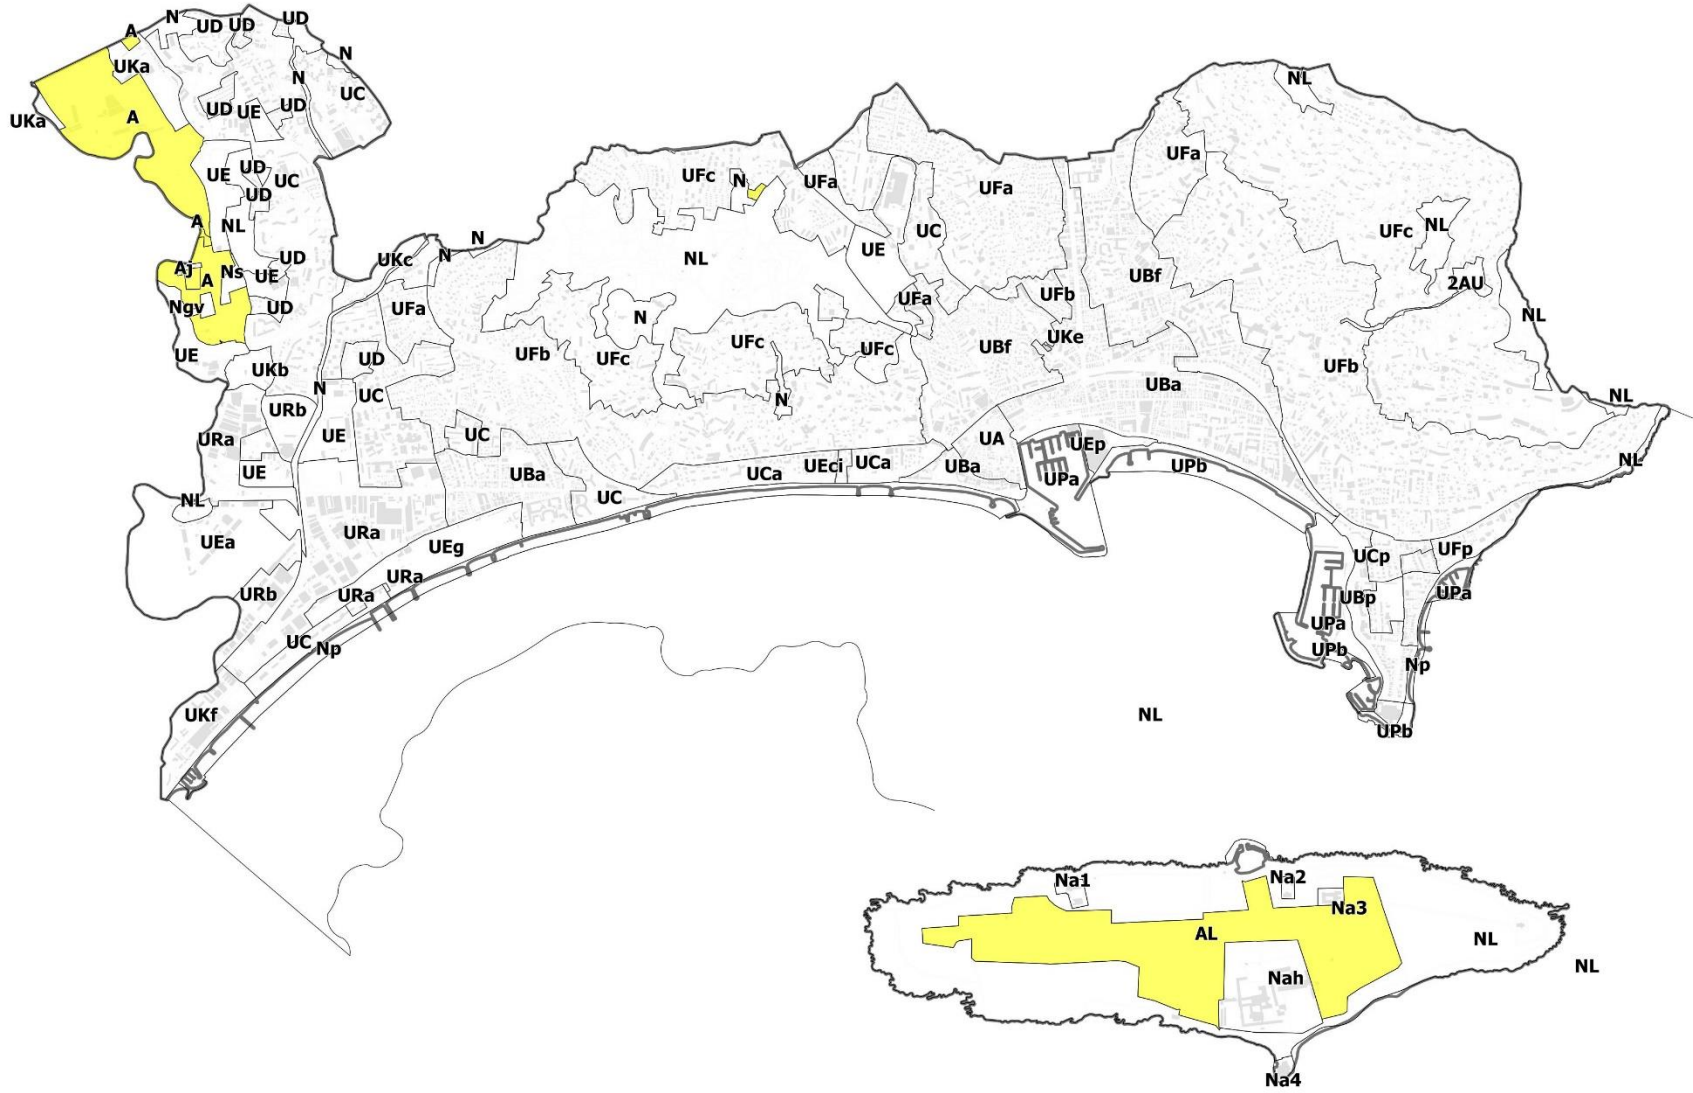 N
UD
UD
UD
A
N
UKa
N
UC
UKa
A
UD
UE
UD
UE
UD
UC
UD
A
NL
UD
Aj
A
Ns
UE
Ngv
UD
UE
UKb
URb
URa
UE
UE
NL
UEa
URb
UKc
N
N
UFa
UD
N
UC
UC
UFb
UFc
N
UFc
UFc
N
UFc
N
UFa
UE
UC
UFa
NL
UFa
UFb
UKe
UBf
UBf
UFa
NL
UFc
NL
2AU
NL
UFb
NL
NL
UBa
UA
UEp
UPa
UPb
UBa
UCa
UEci
UCa
UC
UBa
URa
UEg
URa
URa
UC
Np
UKf
UCp
UFp
UBp
UPa
UPa
UPb
Np
UPb
NL
Na1
Na2
Na3
AL
NL
NL
Nah
Na4